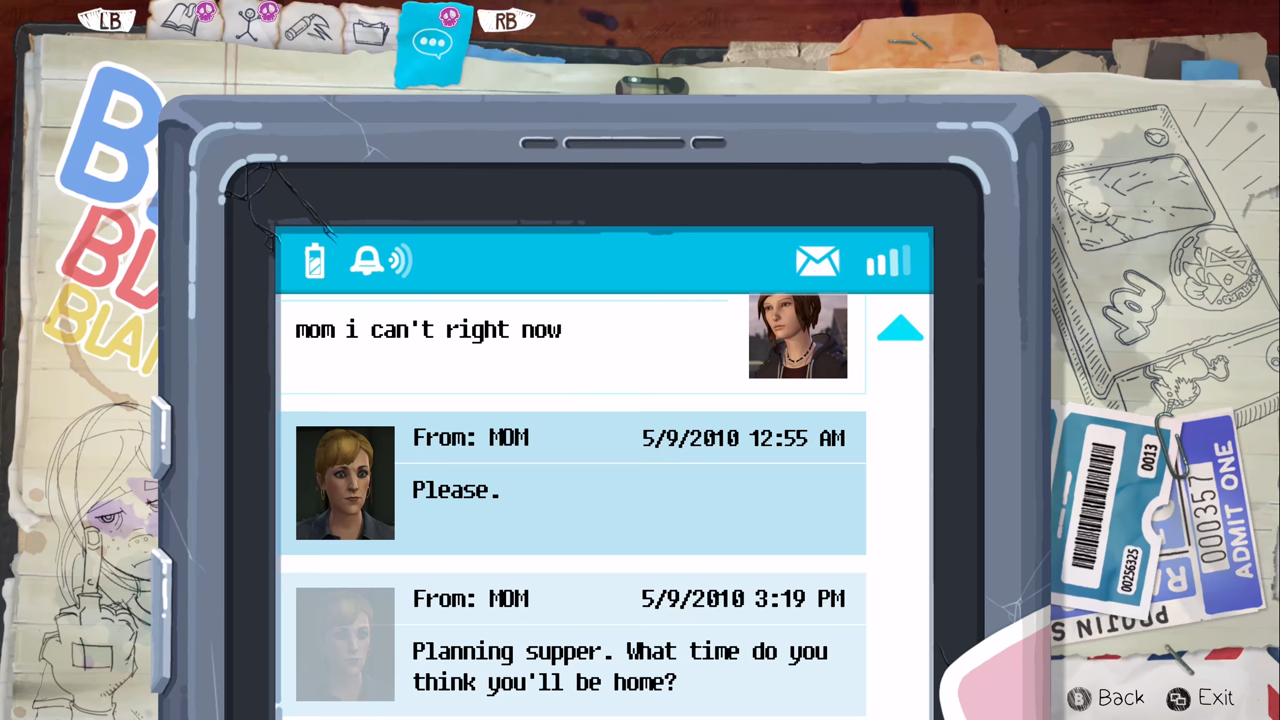 LB
RB
mom i can't right now
From: MOM 5/9/2010 12:55 AM
Please.
From: MOM 5/9/2010 3:19 PM
Planning supper. What time do you
think you'll be home?
0013
00256325
000357
ADMIT ONE
Back
Exit